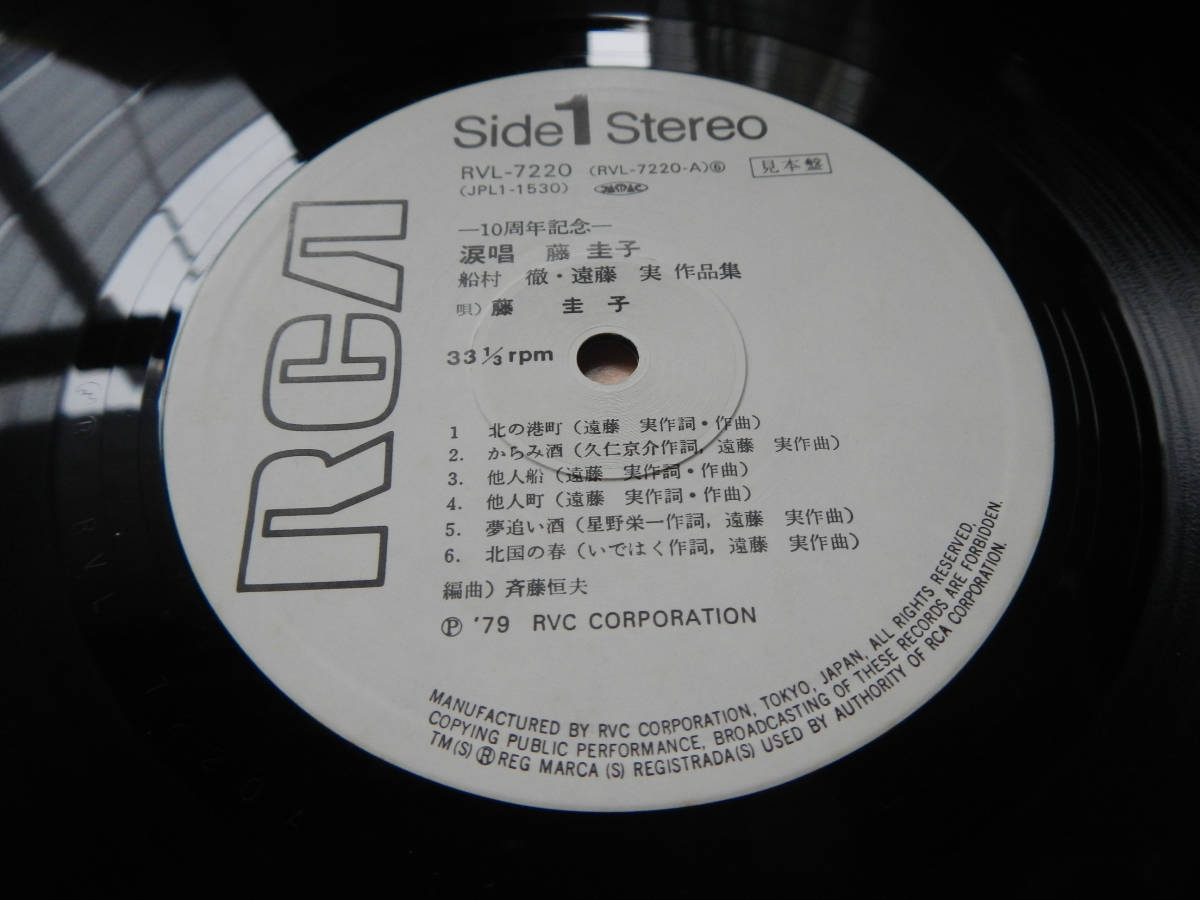 RCA
Side 1 Stereo
RVL-7220 (RVL-7220-A)⑥ 見本盤
(JPL1-1530) JASRAC
—10周年記念—
涙唱 藤 圭子
船村 徹・遠藤 実 作品集
唄) 藤 圭 子
33 1/3 rpm
1 北の港町 (遠藤 実作詞・作曲)
2. からみ酒 (久仁京介作詞, 遠藤 実作曲)
3. 他人船 (遠藤 実作詞・作曲)
4. 他人町 (遠藤 実作詞・作曲)
5. 夢追い酒 (星野栄一作詞, 遠藤 実作曲)
6. 北国の春 (いではく作詞, 遠藤 実作曲)
編曲) 斉藤恒夫
Ⓟ '79 RVC CORPORATION
MANUFACTURED BY RVC CORPORATION, TOKYO, JAPAN, ALL RIGHTS RESERVED,
COPYING PUBLIC PERFORMANCE, BROADCASTING OF THESE RECORDS ARE FORBIDDEN.
TM(S) ® REG MARCA (S) REGISTRADA(S) USED BY AUTHORITY OF RCA CORPORATION.